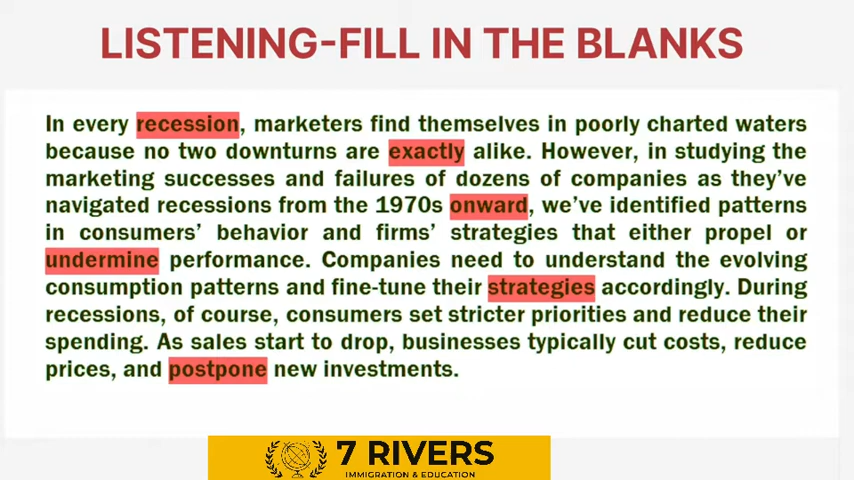 LISTENING-FILL IN THE BLANKS
In every recession, marketers find themselves in poorly charted waters
because no two downturns are exactly alike. However, in studying the
marketing successes and failures of dozens of companies as they've
navigated recessions from the 1970s onward, we've identified patterns
in consumers' behavior and firms' strategies that either propel or
undermine performance. Companies need to understand the evolving
consumption patterns and fine-tune their strategies accordingly. During
recessions, of course, consumers set stricter priorities and reduce their
spending. As sales start to drop, businesses typically cut costs, reduce
prices, and postpone new investments.
7 RIVERS
IMMIGRATION & EDUCATION